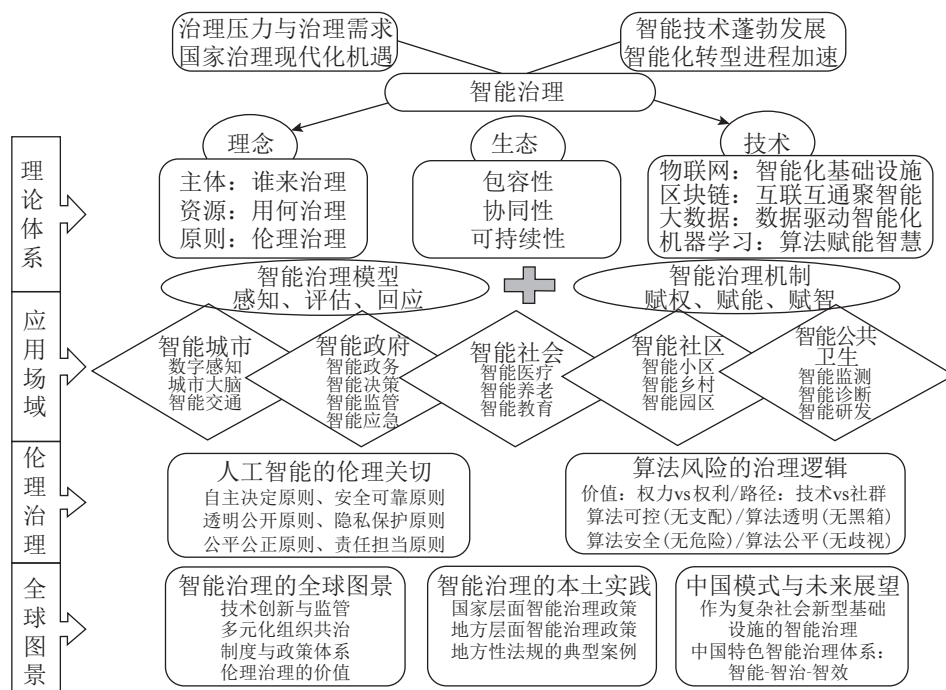 治理压力与治理需求
国家治理现代化机遇
智能技术蓬勃发展
智能化转型进程加速
智能治理
理论体系
理念
主体：谁来治理
资源：用何治理
原则：伦理治理
生态
包容性
协同性
可持续性
技术
物联网：智能化基础设施
区块链：互联互通聚智能
大数据：数据驱动智能化
机器学习：算法赋能智慧
智能治理模型
感知、评估、回应
智能治理机制
赋权、赋能、赋智
应用场域
智能城市
数字感知
城市大脑
智能交通
智能政府
智能政务
智能决策
智能监管
智能应急
智能社会
智能医疗
智能养老
智能教育
智能社区
智能小区
智能乡村
智能园区
智能公共
卫生
智能监测
智能诊断
智能研发
伦理治理
人工智能的伦理关切
自主决定原则、安全可靠原则
透明公开原则、隐私保护原则
公平公正原则、责任担当原则
算法风险的治理逻辑
价值：权力vs权利/路径：技术vs社群
算法可控(无支配)/算法透明(无黑箱)
算法安全(无危险)/算法公平(无歧视)
全球图景
智能治理的全球图景
技术创新与监管
多元化组织共治
制度与政策体系
伦理治理的价值
智能治理的本土实践
国家层面智能治理政策
地方层面智能治理政策
地方性法规的典型案例
中国模式与未来展望
作为复杂社会新型基础
设施的智能治理
中国特色智能治理体系：
智能-智治-智效